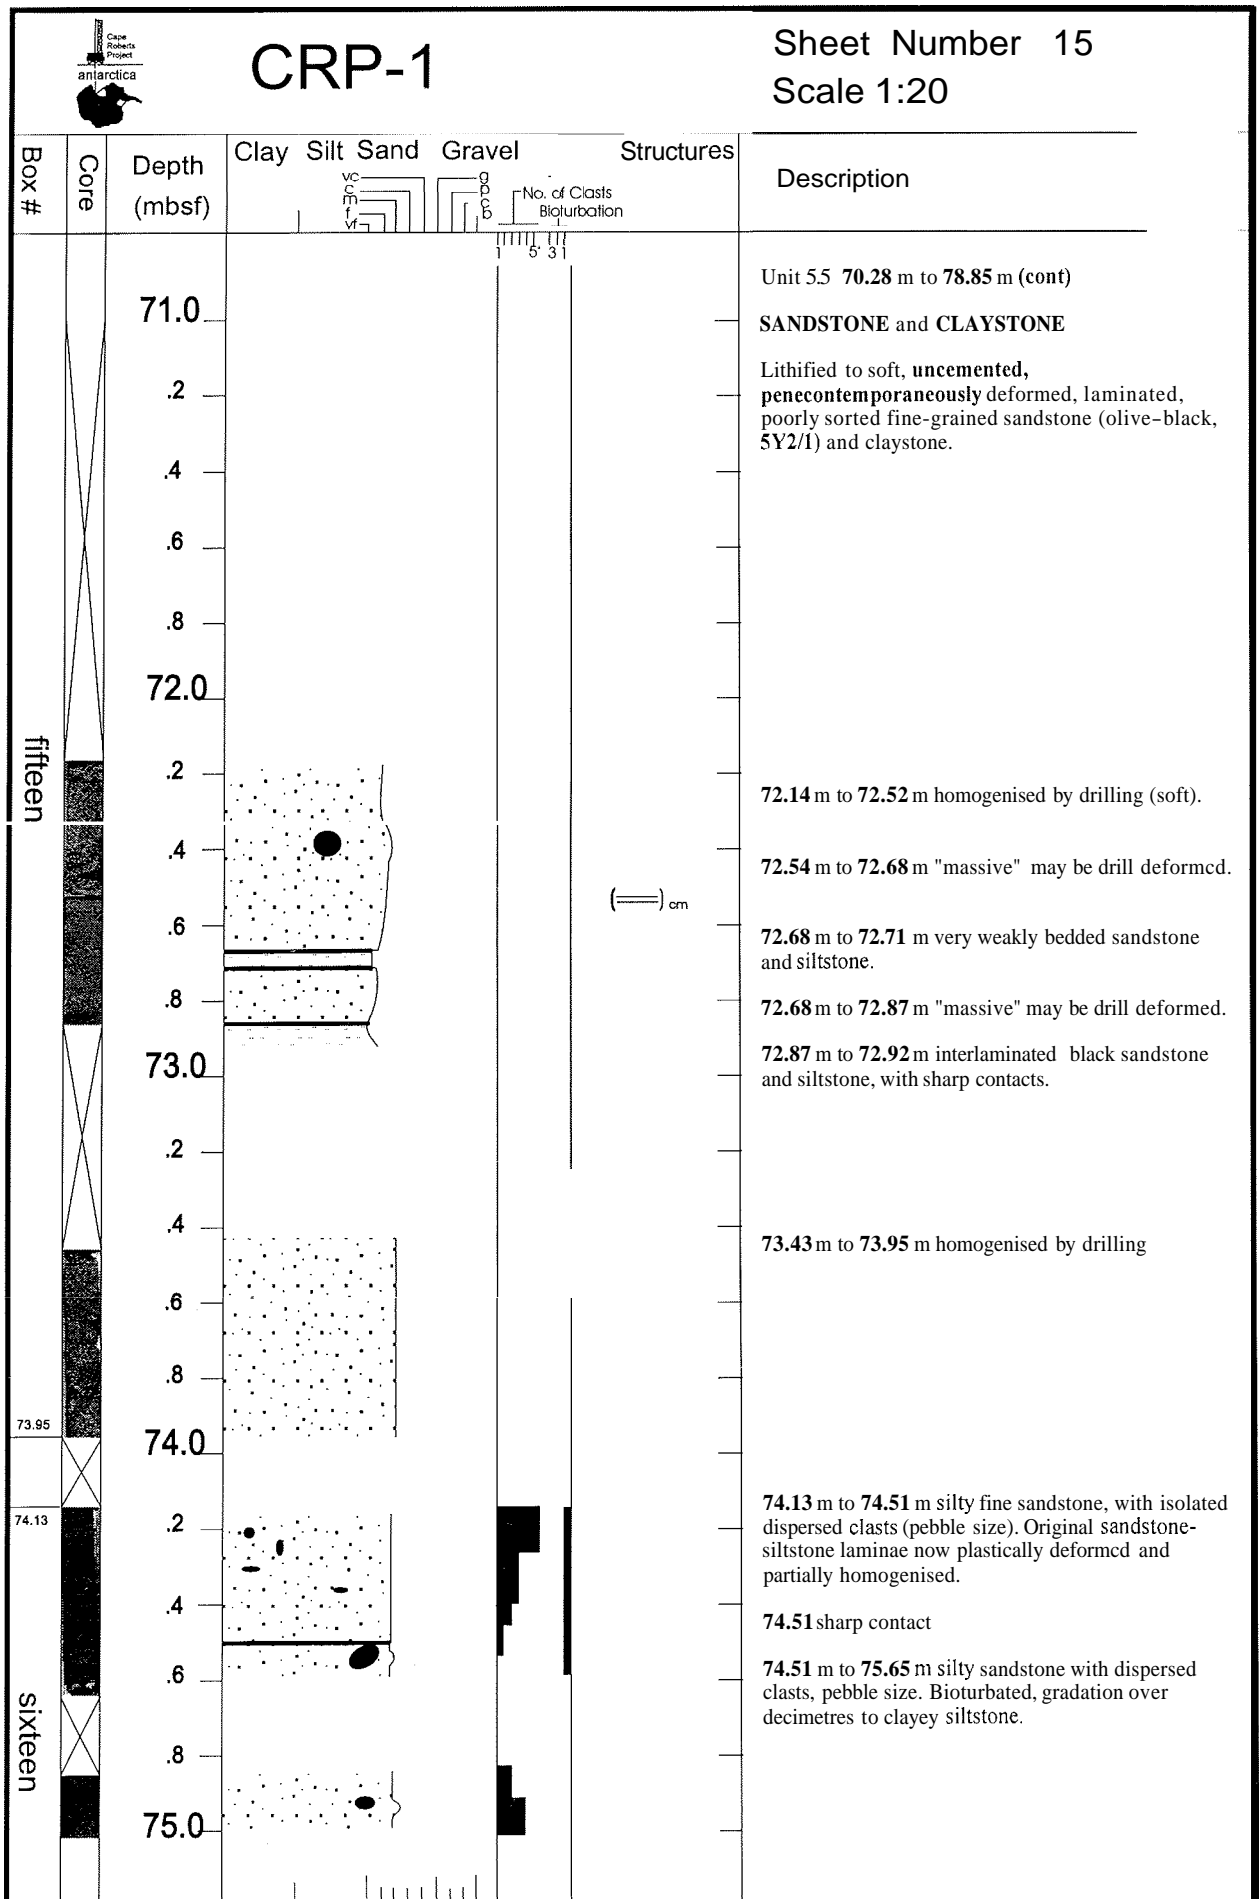 Cape
Roberts
Project
antarctica
CRP-1
Sheet Number 15
Scale 1:20
Box #
Core
Depth
(mbsf)
Clay Silt Sand Gravel
vc
c
m
f
vf
g
p
c
b
No. of Clasts
Bioturbation
1 5' 3 1
Structures
Description
71.0
.2
.4
.6
.8
72.0
.2
.4
.6
.8
73.0
.2
.4
.6
.8
74.0
.2
.4
.6
.8
75.0
fifteen
73.95
74.13
sixteen
(═) cm
Unit 5.5 70.28 m to 78.85 m (cont)
SANDSTONE and CLAYSTONE
Lithified to soft, uncemented,
penecontemporaneously deformed, laminated,
poorly sorted fine-grained sandstone (olive-black,
5Y2/1) and claystone.
72.14 m to 72.52 m homogenised by drilling (soft).
72.54 m to 72.68 m "massive" may be drill deformcd.
72.68 m to 72.71 m very weakly bedded sandstone
and siltstone.
72.68 m to 72.87 m "massive" may be drill deformed.
72.87 m to 72.92 m interlaminated black sandstone
and siltstone, with sharp contacts.
73.43 m to 73.95 m homogenised by drilling
74.13 m to 74.51 m silty fine sandstone, with isolated
dispersed clasts (pebble size). Original sandstone-
siltstone laminae now plastically deformcd and
partially homogenised.
74.51 sharp contact
74.51 m to 75.65 m silty sandstone with dispersed
clasts, pebble size. Bioturbated, gradation over
decimetres to clayey siltstone.